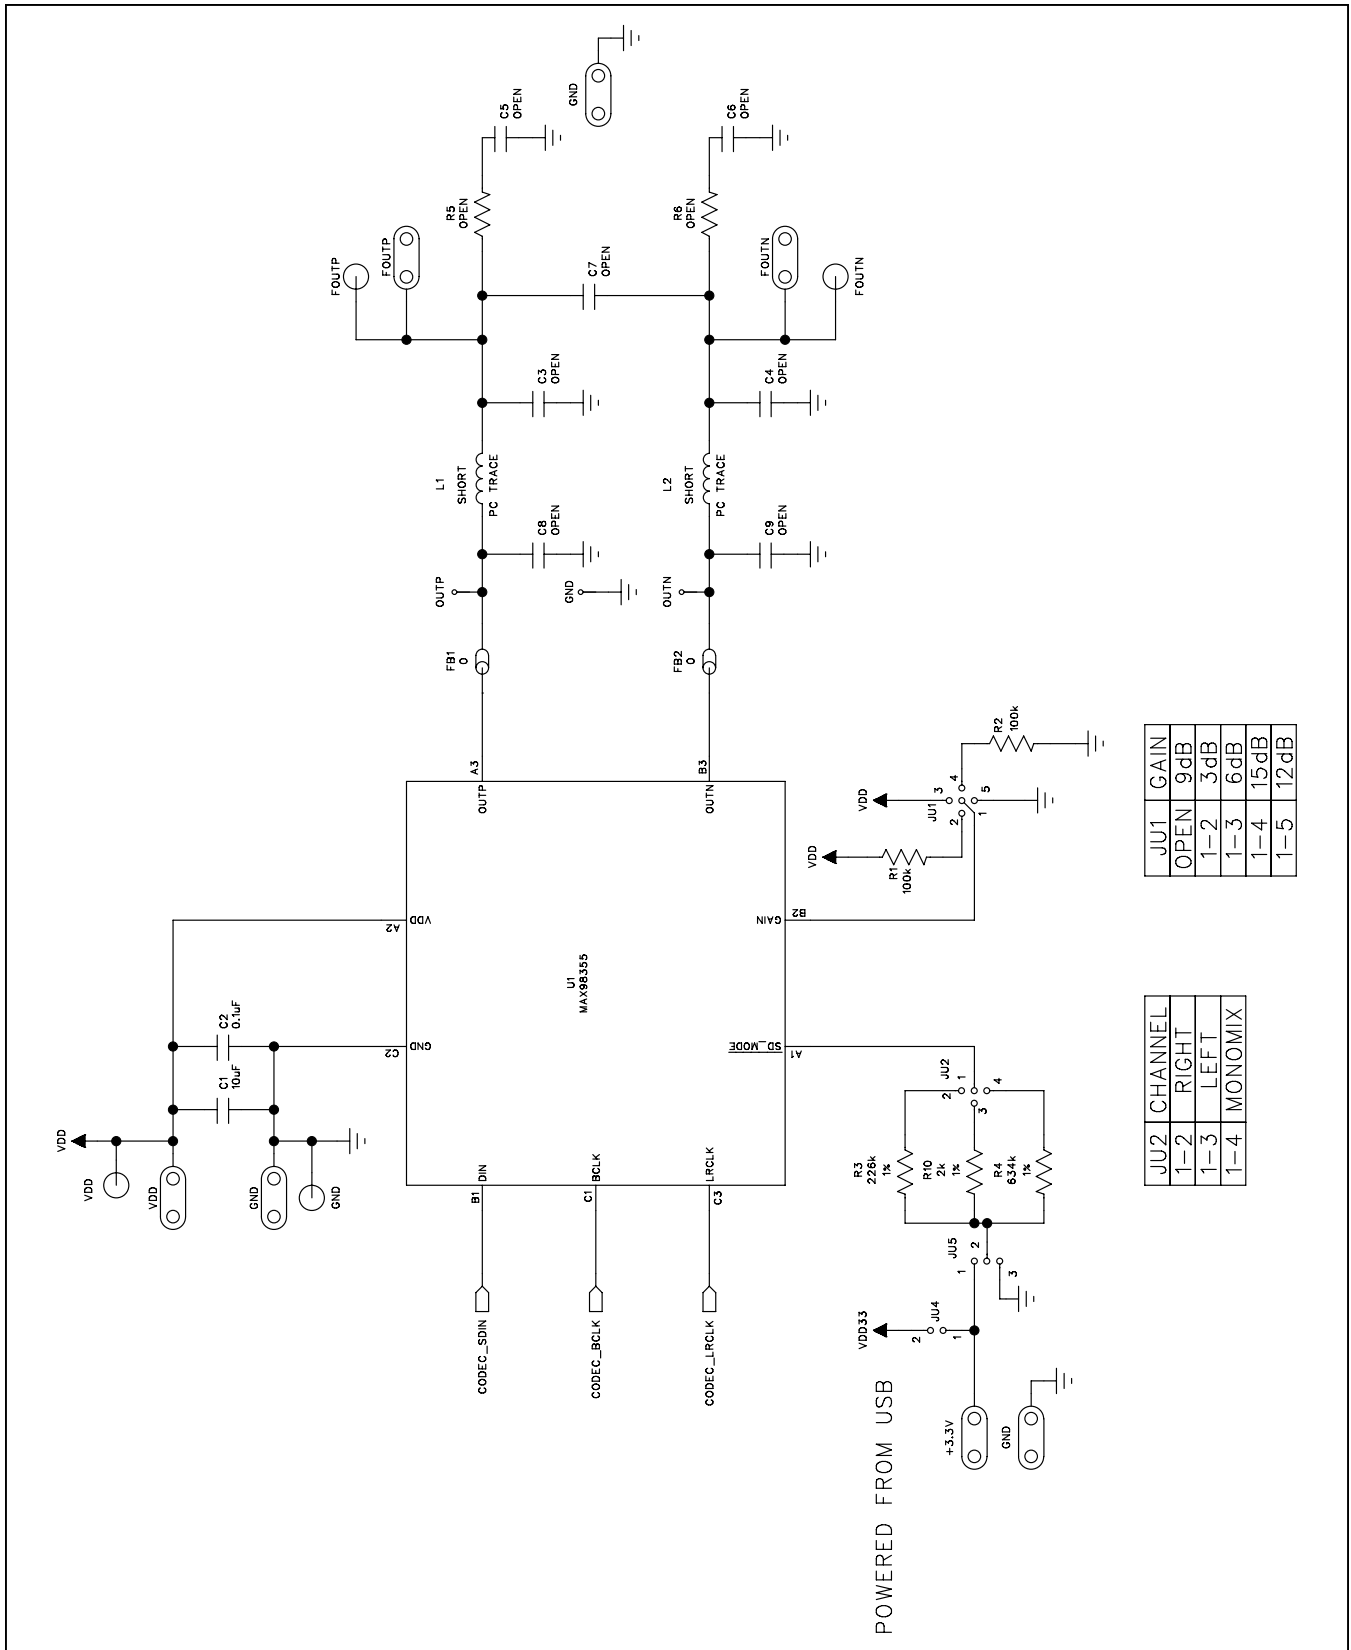 GND
C5
OPEN
C6
OPEN
R5
OPEN
R6
OPEN
FOUTP
FOUTP
C7
OPEN
FOUTN
FOUTN
C3
OPEN
C4
OPEN
L1
SHORT
PC TRACE
L2
SHORT
PC TRACE
C8
OPEN
C9
OPEN
OUTP
GND
OUTN
FB1
0
FB2
0
A3
OUTP
B3
OUTN
VDD
A2
GND
C2
U1
MAX98355
GAIN
B2
SD_MODE
A1
DIN
B1
BCLK
C1
LRCLK
C3
CODEC_SDIN
CODEC_BCLK
CODEC_LRCLK
VDD
VDD
VDD
GND
GND
C1
10uF
C2
0.1uF
VDD
R1
100k
VDD
JU1
1
2
3
4
5
R2
100k
JU2
1
2
3
4
R3
226k
1%
R10
2k
1%
R4
634k
1%
JU5
1
2
3
VDD33
JU4
2
1
+3.3V
GND
POWERED FROM USB
JU1 GAIN
OPEN 9dB
1-2 3dB
1-3 6dB
1-4 15dB
1-5 12dB
JU2 CHANNEL
1-2 RIGHT
1-3 LEFT
1-4 MONOMIX